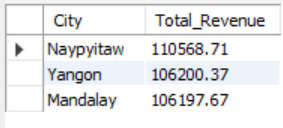 City Total_Revenue
Naypyitaw 110568.71
Yangon 106200.37
Mandalay 106197.67